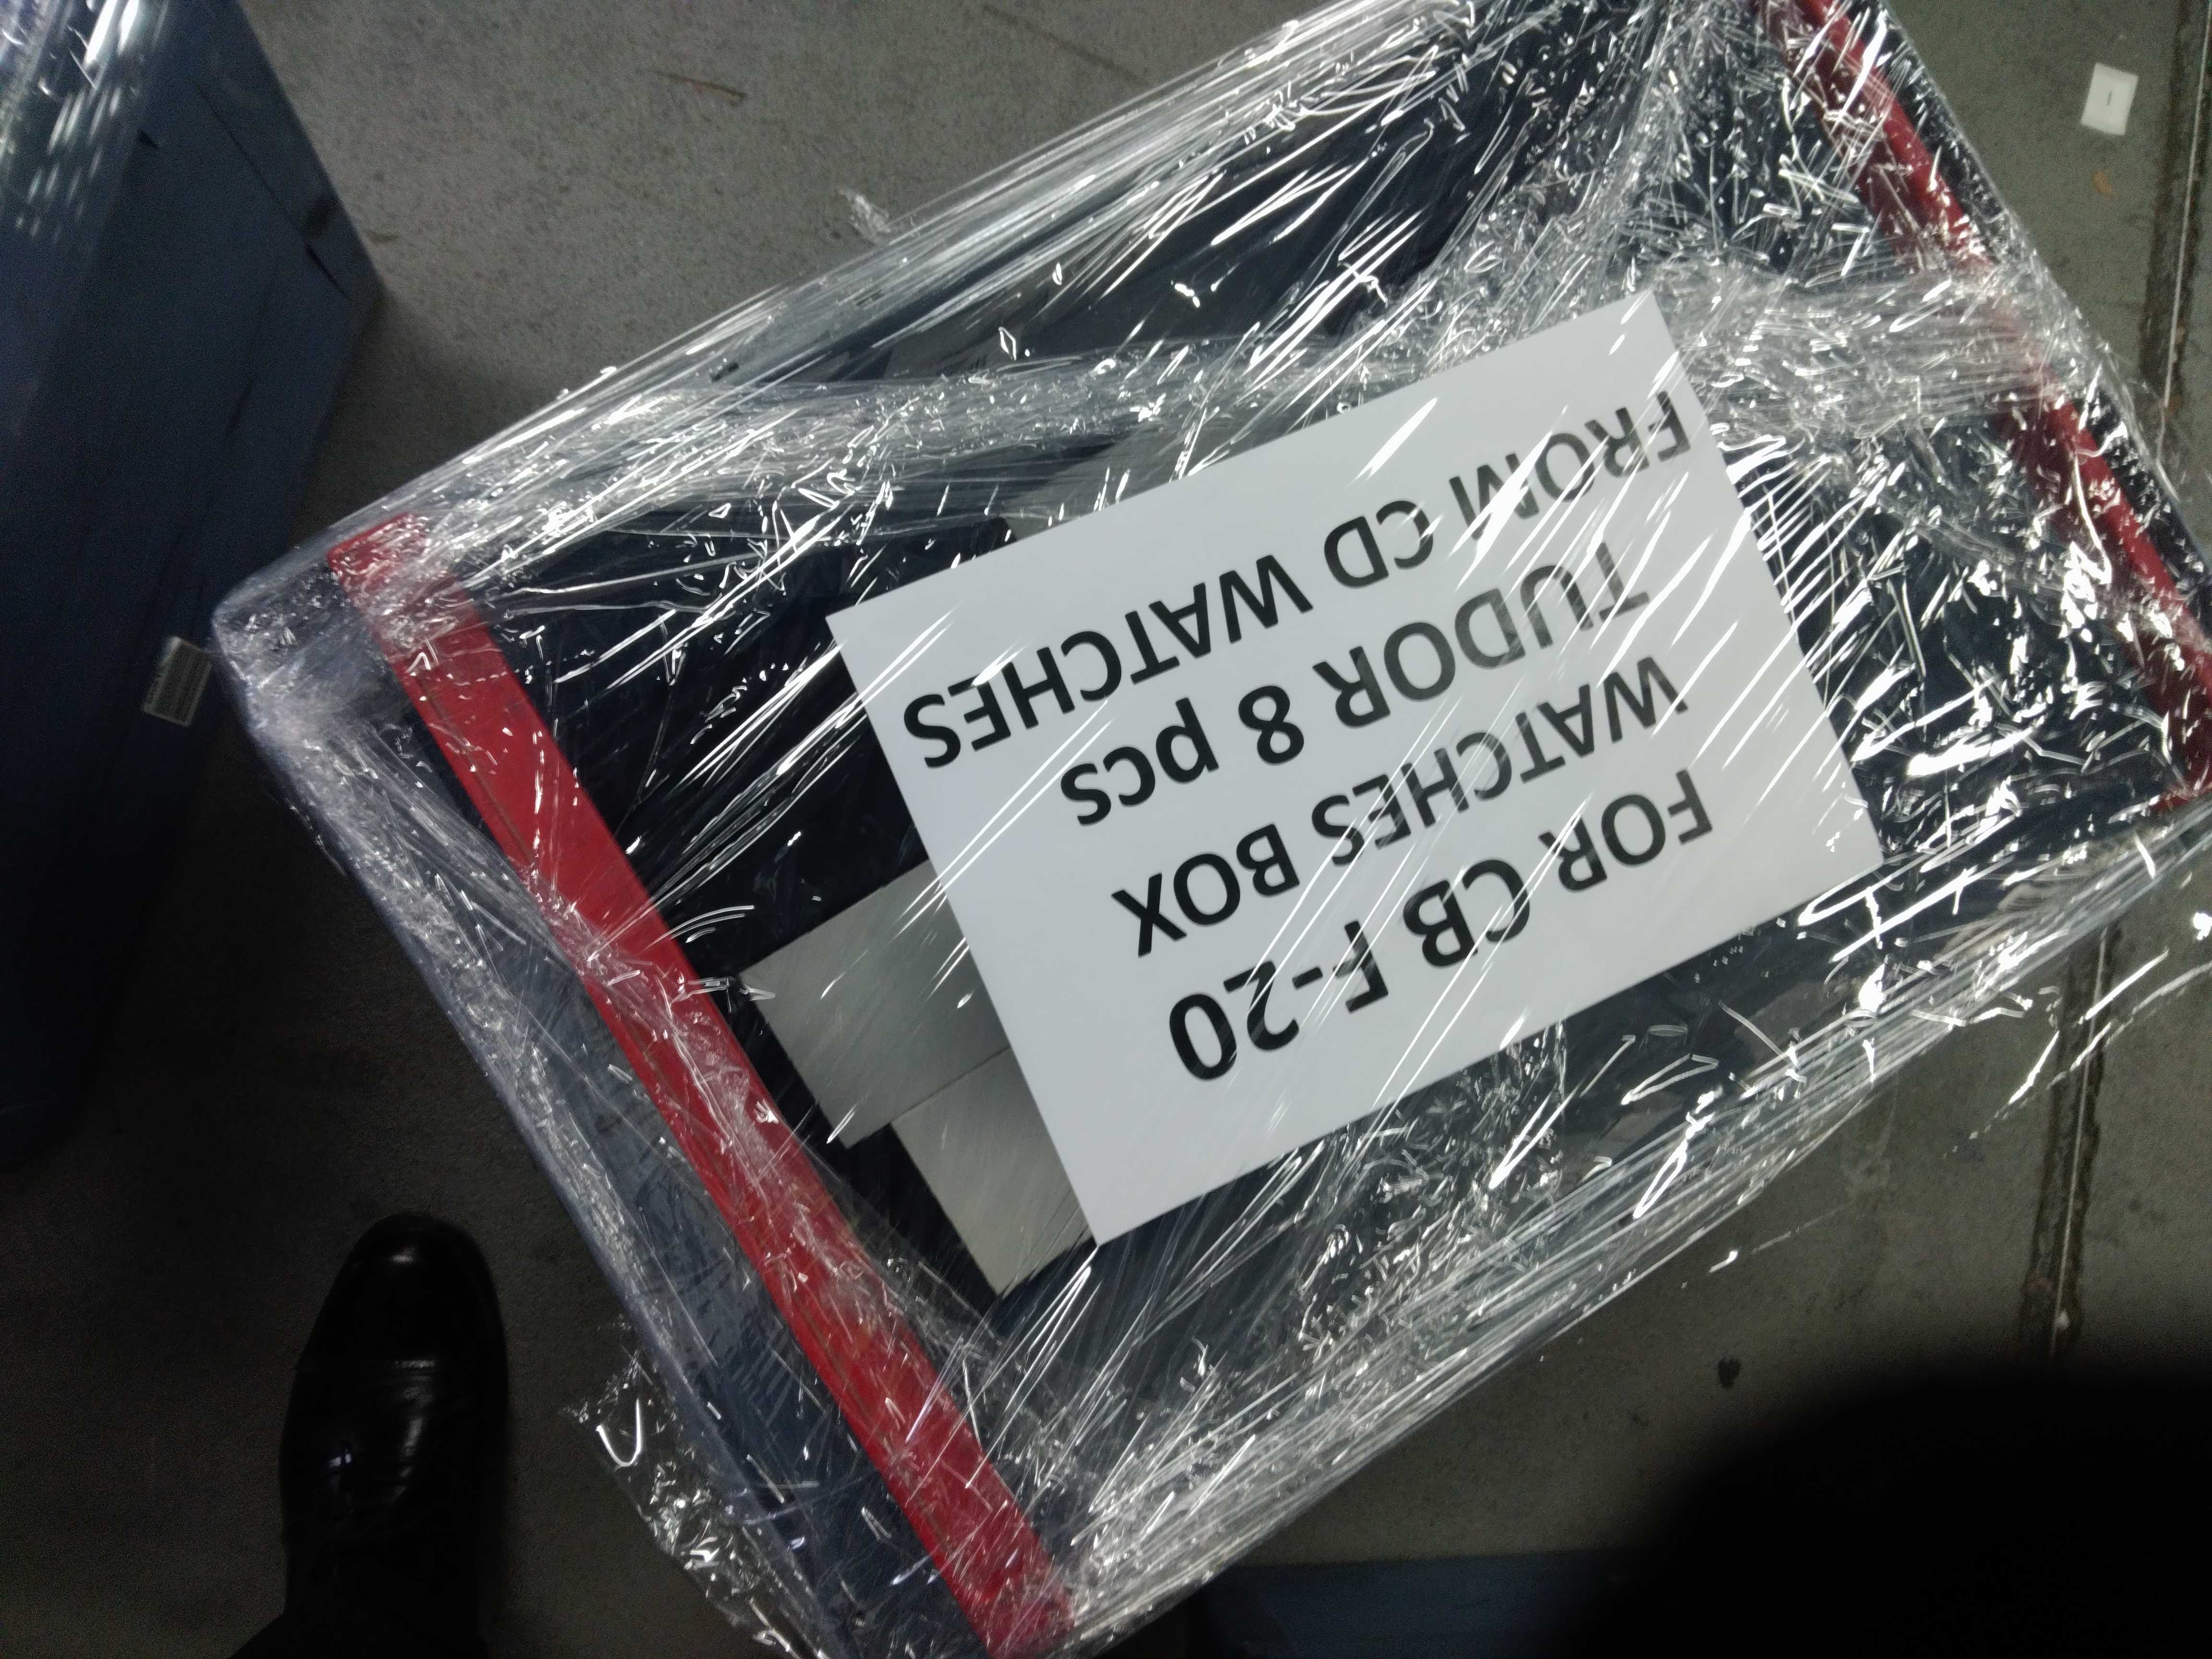 FOR CB F-20
WATCHES BOX
TUDOR 8 pcs
FROM CD WATCHES